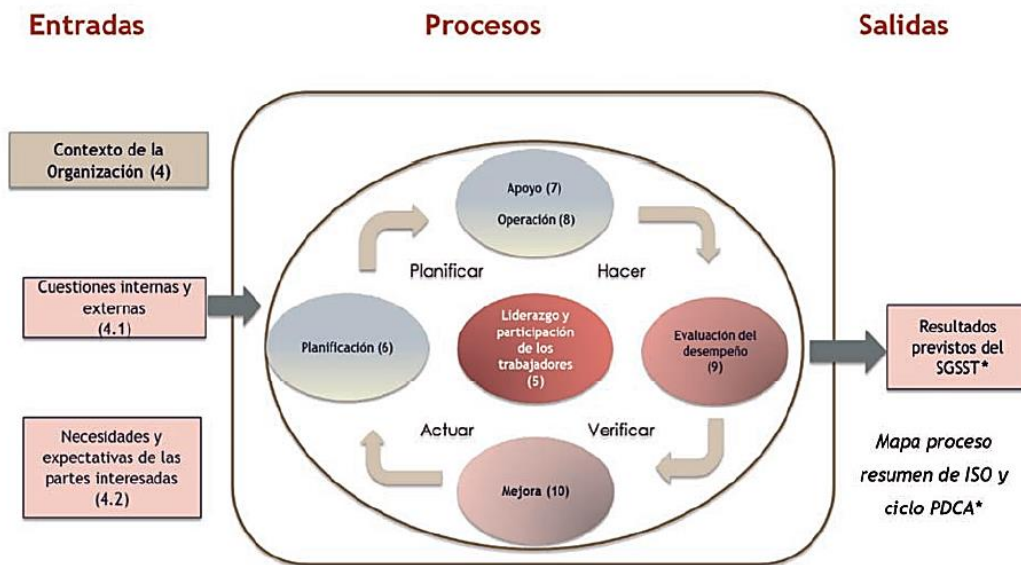 Entradas
Procesos
Salidas
Contexto de la
Organización (4)
Cuestiones internas y
externas
(4.1)
Necesidades y
expectativas de las
partes interesadas
(4.2)
Apoyo (7)
Operación (8)
Planificar
Hacer
Planificación (6)
Liderazgo y
participación
de los
trabajadores
(5)
Evaluación del
desempeño
(9)
Actuar
Verificar
Mejora (10)
Resultados
previstos del
SGSST*
Mapa proceso
resumen de ISO y
ciclo PDCA*